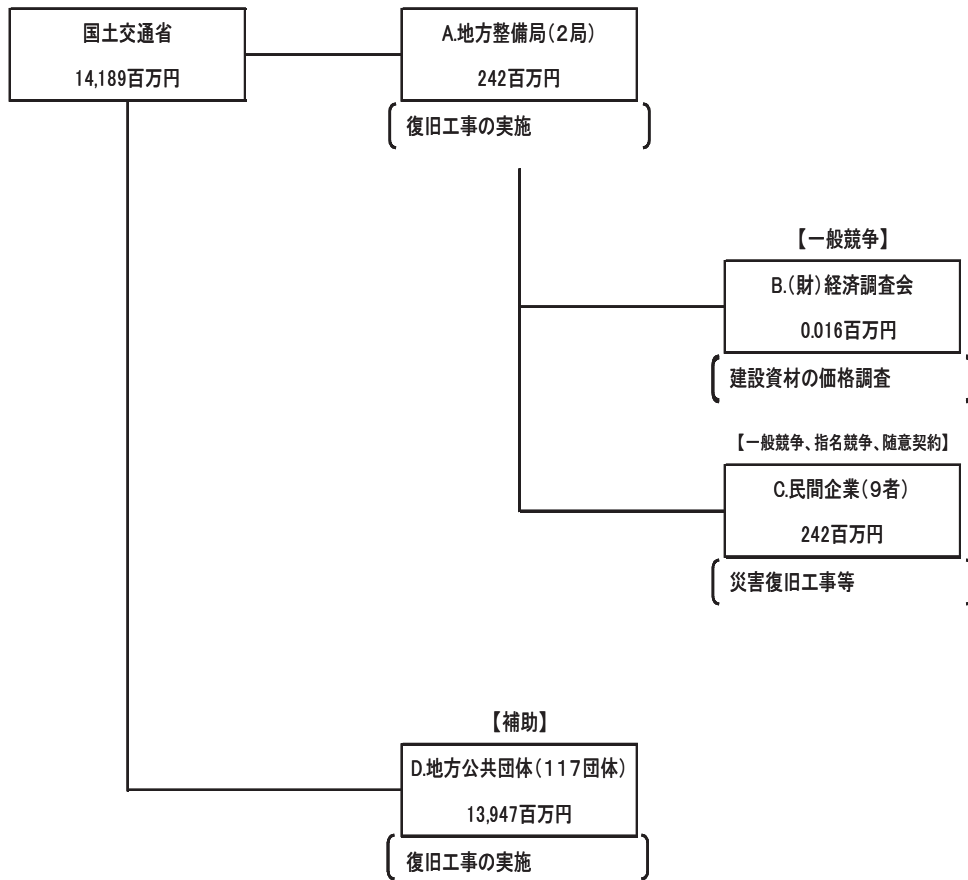 国土交通省
14,189百万円
A.地方整備局(2局)
242百万円
復旧工事の実施
【一般競争】
B.(財)経済調査会
0.016百万円
建設資材の価格調査
【一般競争、指名競争、随意契約】
C.民間企業(9者)
242百万円
災害復旧工事等
【補助】
D.地方公共団体(117団体)
13,947百万円
復旧工事の実施